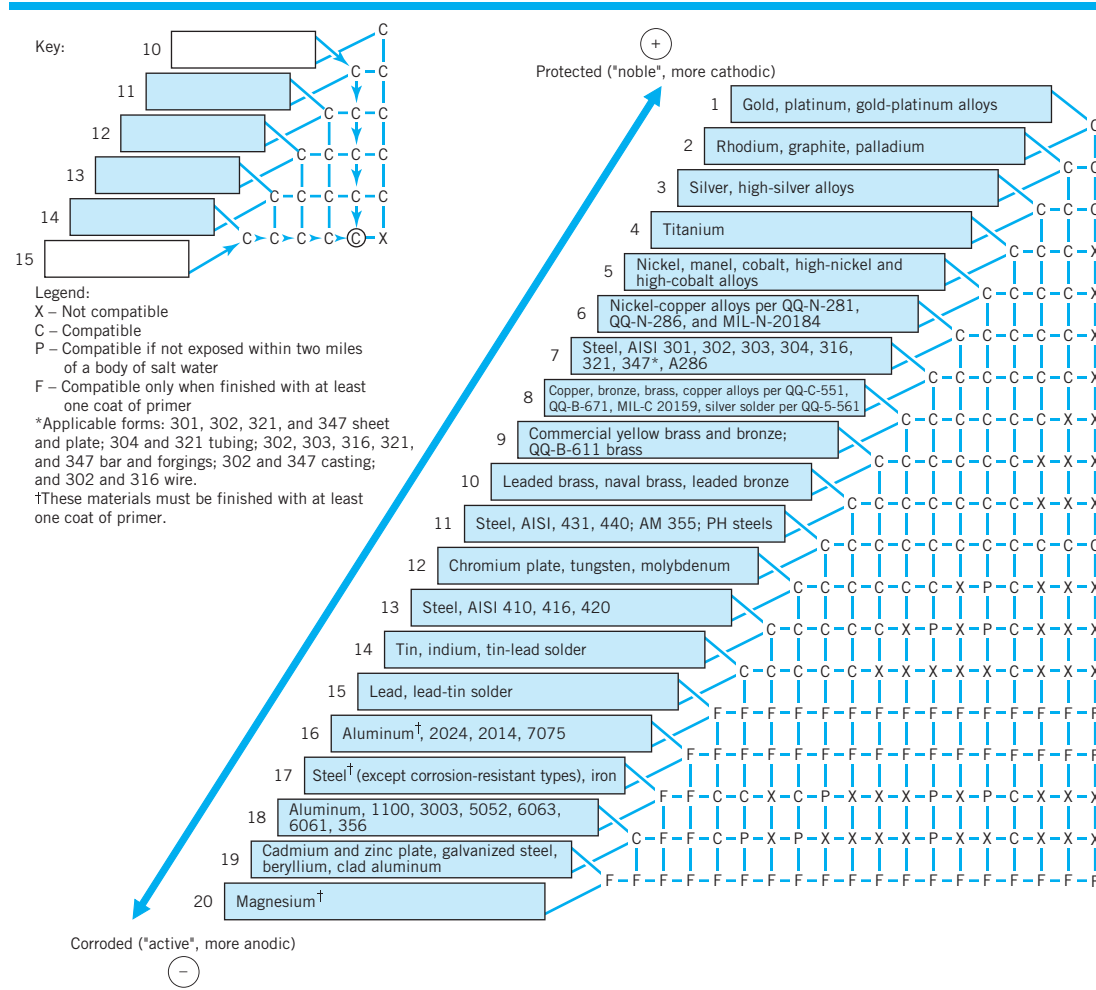 Key:
10
11
12
13
14
15
C
C C
C C C
C C C C
C C C C C
C C C C C X
Legend:
X – Not compatible
C – Compatible
P – Compatible if not exposed within two miles
of a body of salt water
F – Compatible only when finished with at least
one coat of primer
*Applicable forms: 301, 302, 321, and 347 sheet
and plate; 304 and 321 tubing; 302, 303, 316, 321,
and 347 bar and forgings; 302 and 347 casting;
and 302 and 316 wire.
†These materials must be finished with at least
one coat of primer.
+
Protected ("noble", more cathodic)
1 Gold, platinum, gold-platinum alloys
C
2 Rhodium, graphite, palladium
C C
3 Silver, high-silver alloys
C C C
4 Titanium
C C C X
5 Nickel, manel, cobalt, high-nickel and
high-cobalt alloys
C C C C X
6 Nickel-copper alloys per QQ-N-281,
QQ-N-286, and MIL-N-20184
C C C C C X
7 Steel, AISI 301, 302, 303, 304, 316,
321, 347*, A286
C C C C C C X
8 Copper, bronze, brass, copper alloys per QQ-C-551,
QQ-B-671, MIL-C 20159, silver solder per QQ-5-561
C C C C C C X X
9 Commercial yellow brass and bronze;
QQ-B-611 brass
C C C C C C X X X
10 Leaded brass, naval brass, leaded bronze
C C C C C C C X X X
11 Steel, AISI, 431, 440; AM 355; PH steels
C C C C C C C C C C C
12 Chromium plate, tungsten, molybdenum
C C C C C C X P C X X X
13 Steel, AISI 410, 416, 420
C C C C C X P X P C X X X
14 Tin, indium, tin-lead solder
C C C C C X X X X X C X X X
15 Lead, lead-tin solder
F F F F F F F F F F F F F F F
16 Aluminum†, 2024, 2014, 7075
F F F F F F F F F F F F F F F F
17 Steel† (except corrosion-resistant types), iron
F F C C X C P X X X P X P C X X X
18 Aluminum, 1100, 3003, 5052, 6063,
6061, 356
C F F C P X P X X X X P X X C X X X
19 Cadmium and zinc plate, galvanized steel,
beryllium, clad aluminum
F F F F F F F F F F F F F F F F F F F
20 Magnesium†
Corroded ("active", more anodic)
–